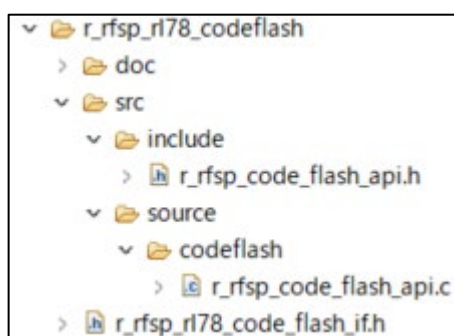 r_rfsp_rl78_codeflash
doc
src
include
r_rfsp_code_flash_api.h
source
codeflash
r_rfsp_code_flash_api.c
r_rfsp_rl78_code_flash_if.h